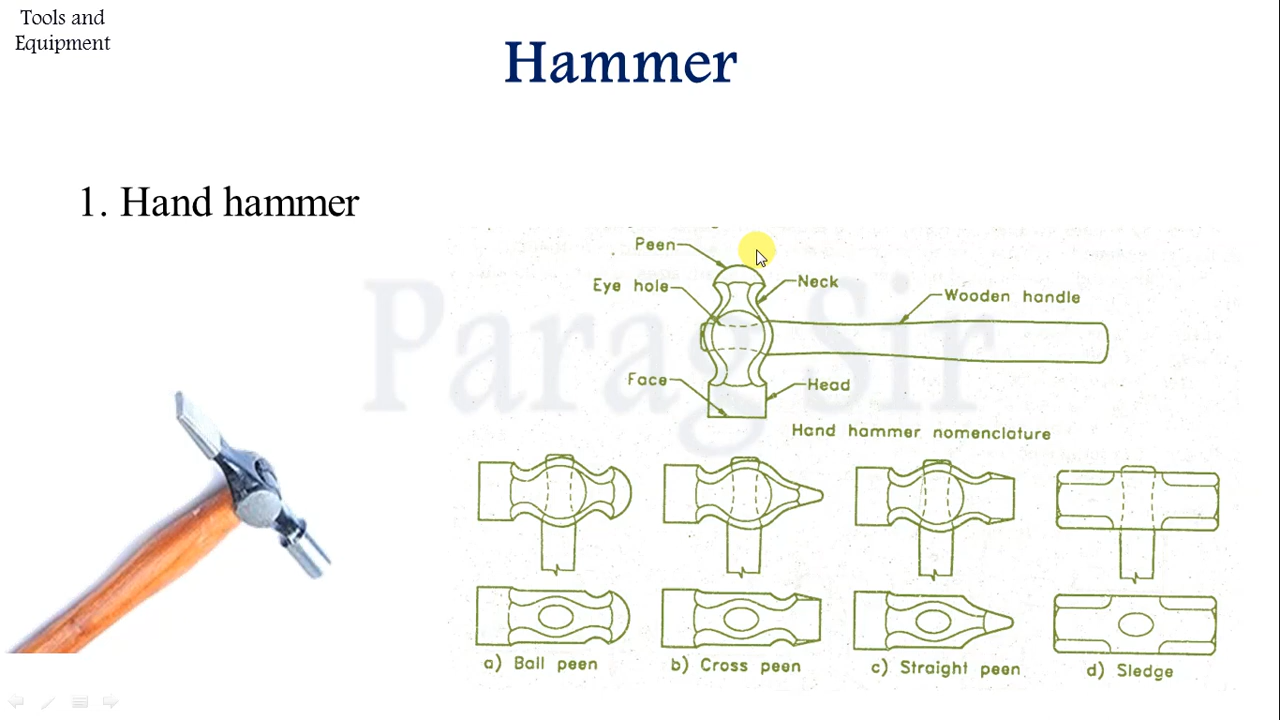 Tools and
Equipment
Hammer
1. Hand hammer
Peen
Eye hole
Neck
Wooden handle
Parag Sir
Face
Head
Hand hammer nomenclature
a) Ball peen
b) Cross peen
c) Straight peen
d) Sledge